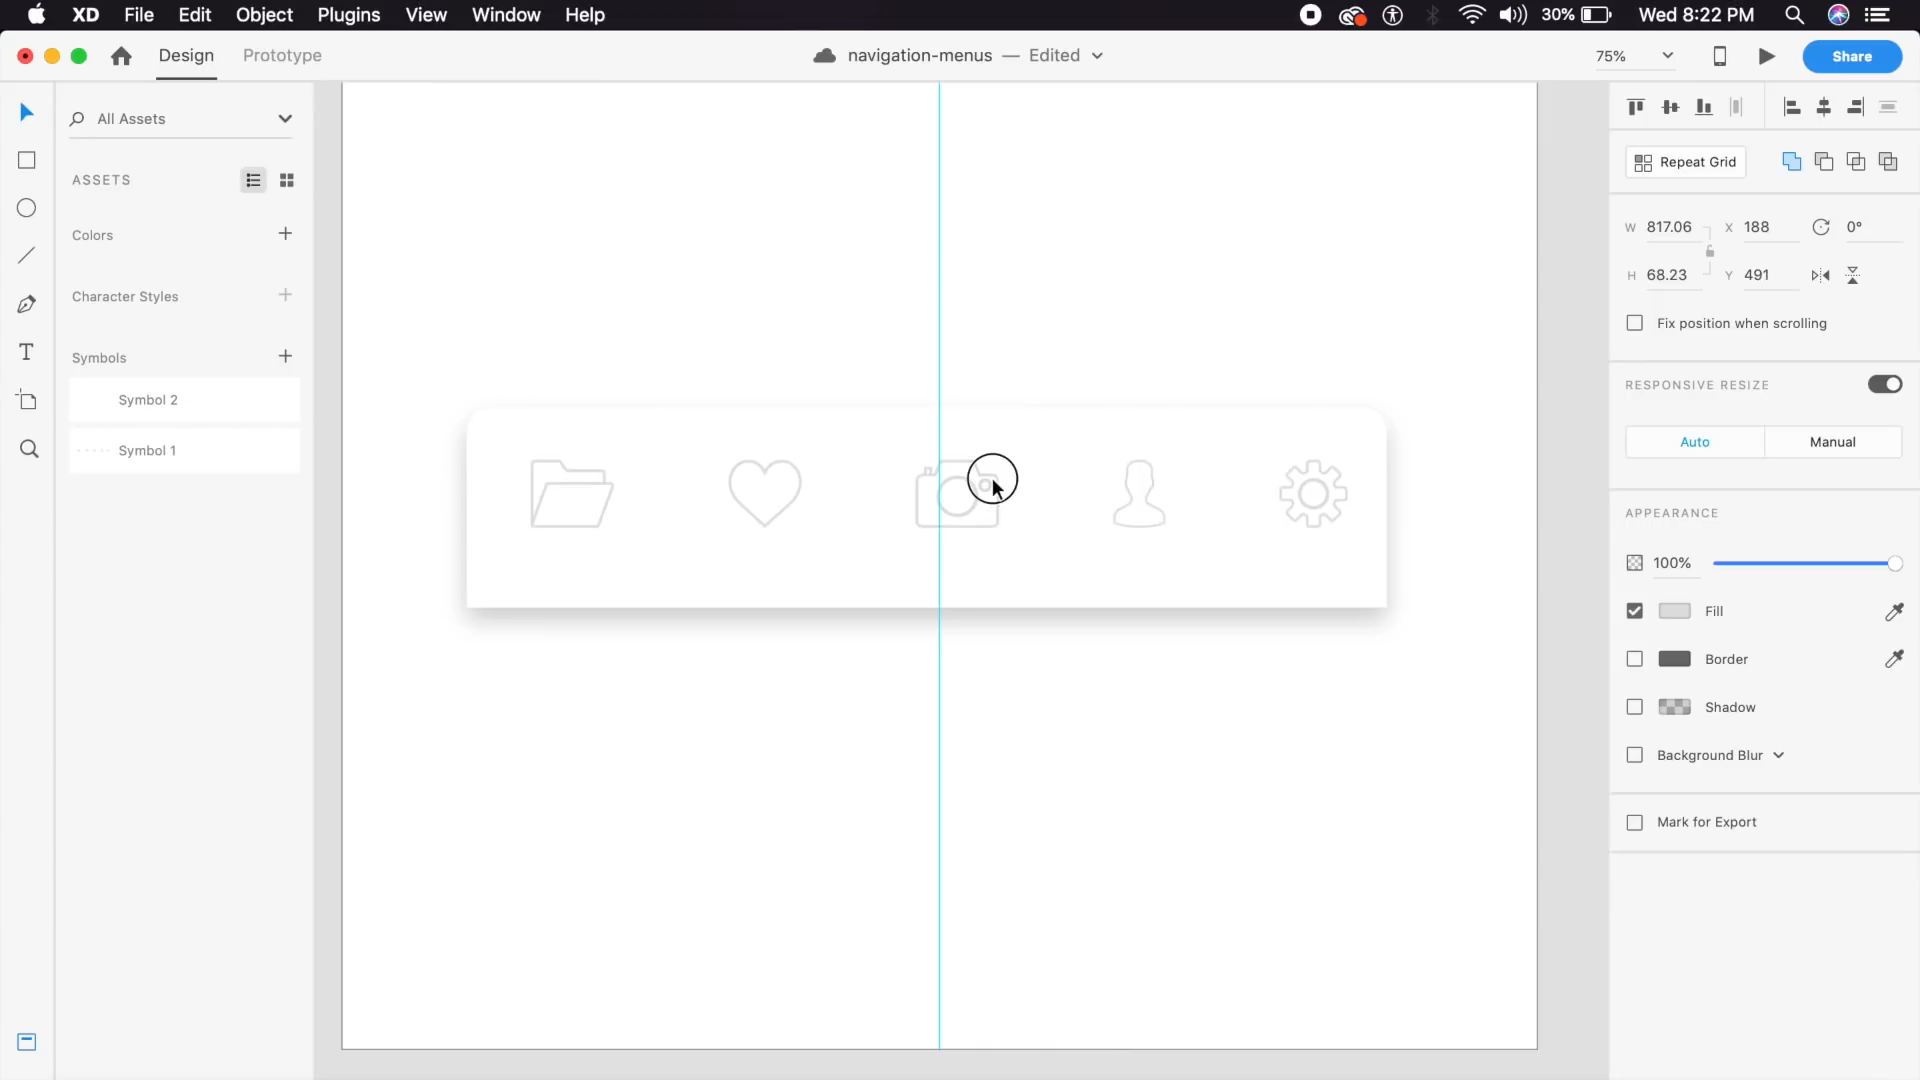 XD File Edit Object Plugins View Window Help 30% Wed 8:22 PM
Design Prototype navigation-menus — Edited 75% Share
All Assets
ASSETS
Colors
Character Styles
Symbols
Symbol 2
Symbol 1
Repeat Grid
W 817.06 X 188 0°
H 68.23 Y 491
Fix position when scrolling
RESPONSIVE RESIZE
Auto Manual
APPEARANCE
100%
Fill
Border
Shadow
Background Blur
Mark for Export